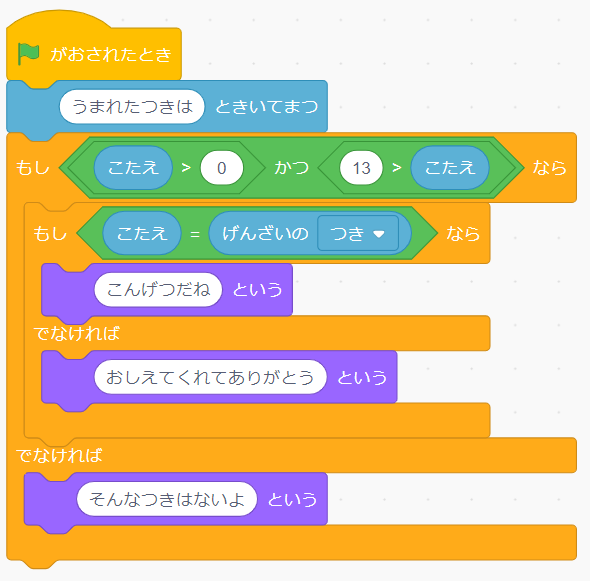 がおされたとき
うまれたつきは ときいてまつ
もし こたえ > 0 かつ 13 > こたえ なら
もし こたえ = げんざいの つき なら
こんげつだね という
でなければ
おしえてくれてありがとう という
でなければ
そんなつきはないよ という